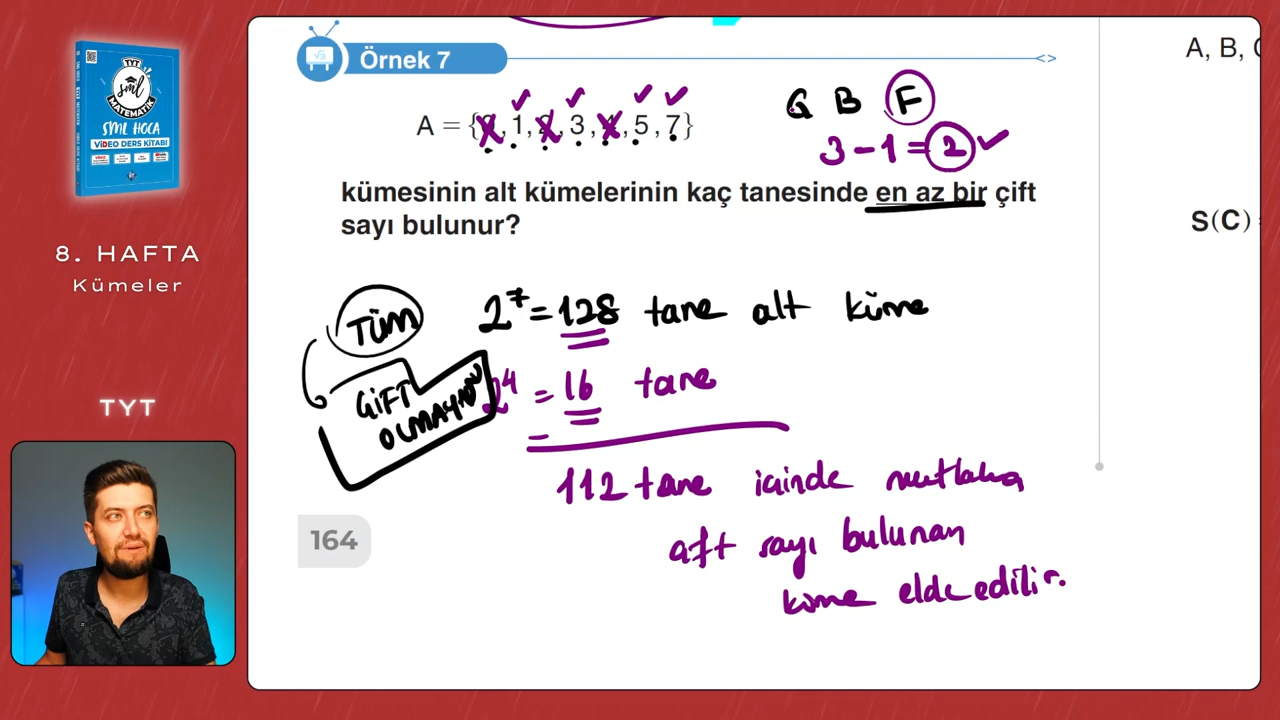 TYT
sml
MATEMATİK
SML HOCA
VİDEO DERS KİTABI
8. HAFTA
Kümeler
TYT
Örnek 7
<>
A, B,
G B F
A = { , 1, 2, 3, 4, 5, 7}
3 - 1 = 2
kümesinin alt kümelerinin kaç tanesinde en az bir çift
sayı bulunur?
S(C)
TÜM
2⁷ = 128 tane alt küme
ÇİFT
OLMAYAN
2⁴ = 16 tane
112 tane içinde mutlaka
çift sayı bulunan
küme elde edilir.
164